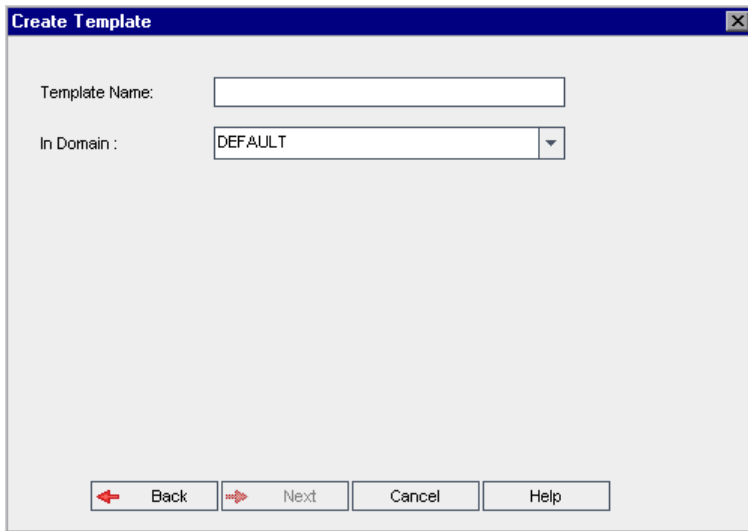 Create Template
Template Name:
In Domain :
DEFAULT
Back
Next
Cancel
Help